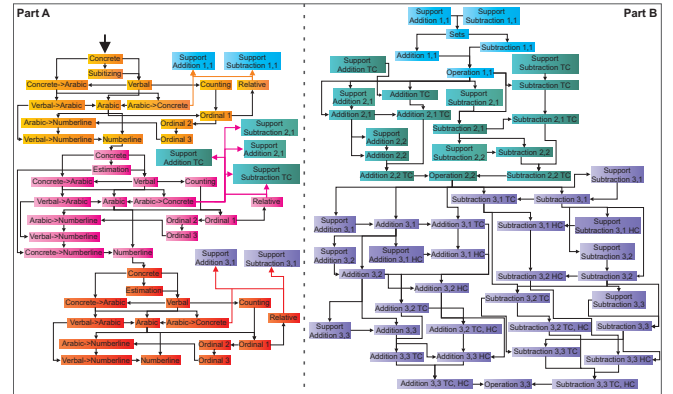 Part A
Concrete
Subitizing
Concrete->Arabic
Verbal
Counting
Relative
Support
Addition 1,1
Support
Subtraction 1,1
Verbal->Arabic
Arabic
Arabic->Concrete
Ordinal 1
Arabic->Numberline
Ordinal 2
Verbal->Numberline
Numberline
Ordinal 3
Support
Subtraction 2,1
Support
Addition 2,1
Support
Addition TC
Support
Subtraction TC
Concrete
Estimation
Concrete->Arabic
Verbal
Counting
Verbal->Arabic
Arabic
Arabic->Concrete
Relative
Arabic->Numberline
Ordinal 2
Ordinal 1
Verbal->Numberline
Ordinal 3
Concrete->Numberline
Numberline
Support
Addition 3,1
Support
Subtraction 3,1
Concrete
Estimation
Concrete->Arabic
Verbal
Counting
Verbal->Arabic
Arabic
Arabic->Concrete
Relative
Arabic->Numberline
Ordinal 2
Ordinal 1
Verbal->Numberline
Numberline
Ordinal 3
Part B
Support
Addition 1,1
Support
Subtraction 1,1
Sets
Addition 1,1
Subtraction 1,1
Support
Addition TC
Operation 1,1
Support
Subtraction TC
Support
Addition 2,1
Addition TC
Support
Subtraction 2,1
Subtraction TC
Addition 2,1
Addition 2,1 TC
Subtraction 2,1
Subtraction 2,1 TC
Support
Addition 2,2
Addition 2,2
Support
Subtraction 2,2
Subtraction 2,2
Addition 2,2 TC
Operation 2,2
Subtraction 2,2 TC
Support
Subtraction 3,1
Subtraction 3,1 TC
Subtraction 3,1
Support
Addition 3,1
Addition 3,1
Addition 3,1 TC
Subtraction 3,1 HC
Support
Subtraction 3,1 HC
Support
Addition 3,2
Support
Addition 3,1 HC
Addition 3,1 HC
Support
Subtraction 3,2
Addition 3,2
Subtraction 3,2 HC
Subtraction 3,2
Addition 3,2 HC
Subtraction 3,2 TC
Support
Subtraction 3,3
Addition 3,2 TC
Support
Addition 3,3
Addition 3,3
Addition 3,2 TC, HC
Subtraction 3,2 TC, HC
Subtraction 3,3
Addition 3,3 TC
Addition 3,3 HC
Subtraction 3,3 TC
Subtraction 3,3 HC
Addition 3,3 TC, HC
Operation 3,3
Subtraction 3,3 TC, HC